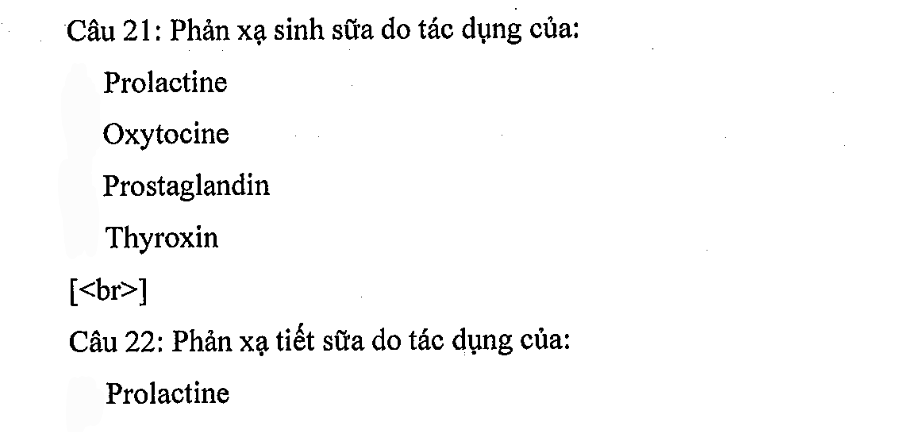 Câu 21: Phản xạ sinh sữa do tác dụng của:
Prolactine
Oxytocine
Prostaglandin
Thyroxin
[<br>]
Câu 22: Phản xạ tiết sữa do tác dụng của:
Prolactine